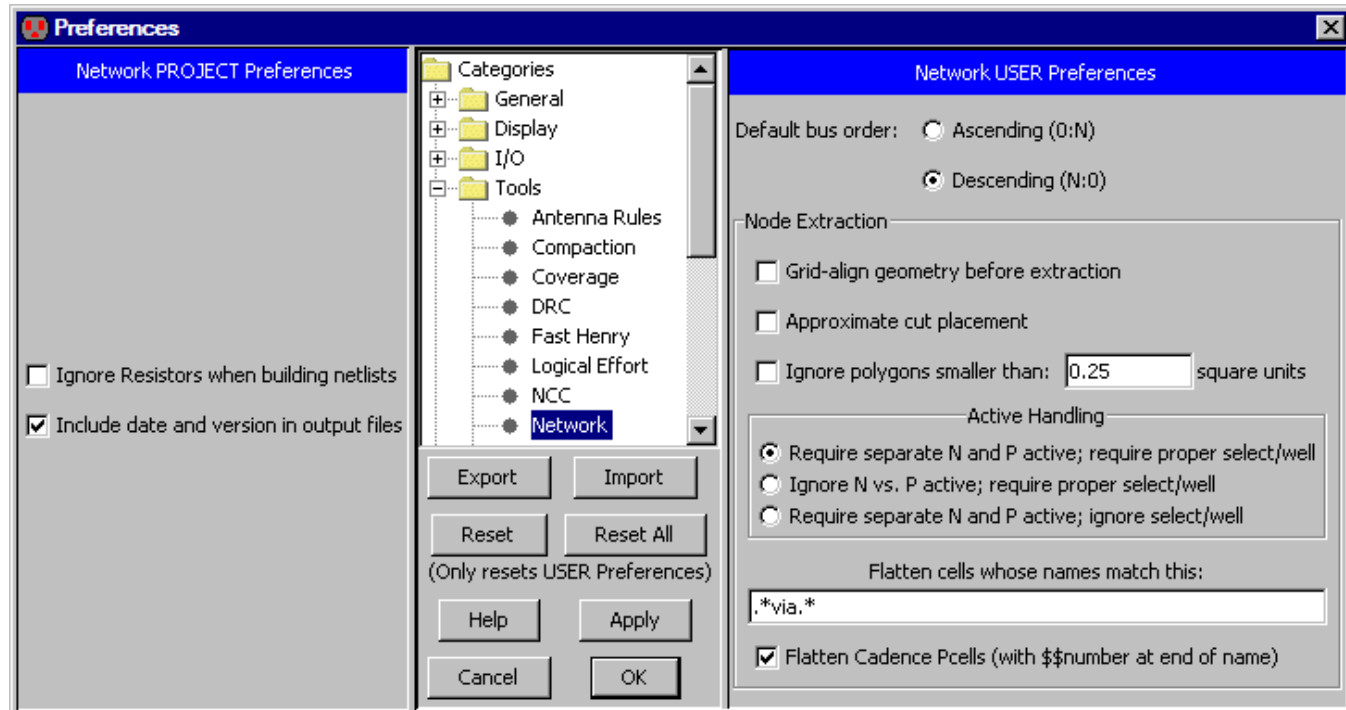 Preferences
Network PROJECT Preferences
Ignore Resistors when building netlists
Include date and version in output files
Categories
General
Display
I/O
Tools
Antenna Rules
Compaction
Coverage
DRC
Fast Henry
Logical Effort
NCC
Network
Export Import
Reset Reset All
(Only resets USER Preferences)
Help Apply
Cancel OK
Network USER Preferences
Default bus order: Ascending (0:N)
Descending (N:0)
Node Extraction
Grid-align geometry before extraction
Approximate cut placement
Ignore polygons smaller than: 0.25 square units
Active Handling
Require separate N and P active; require proper select/well
Ignore N vs. P active; require proper select/well
Require separate N and P active; ignore select/well
Flatten cells whose names match this:
.*via.*
Flatten Cadence Pcells (with $$number at end of name)